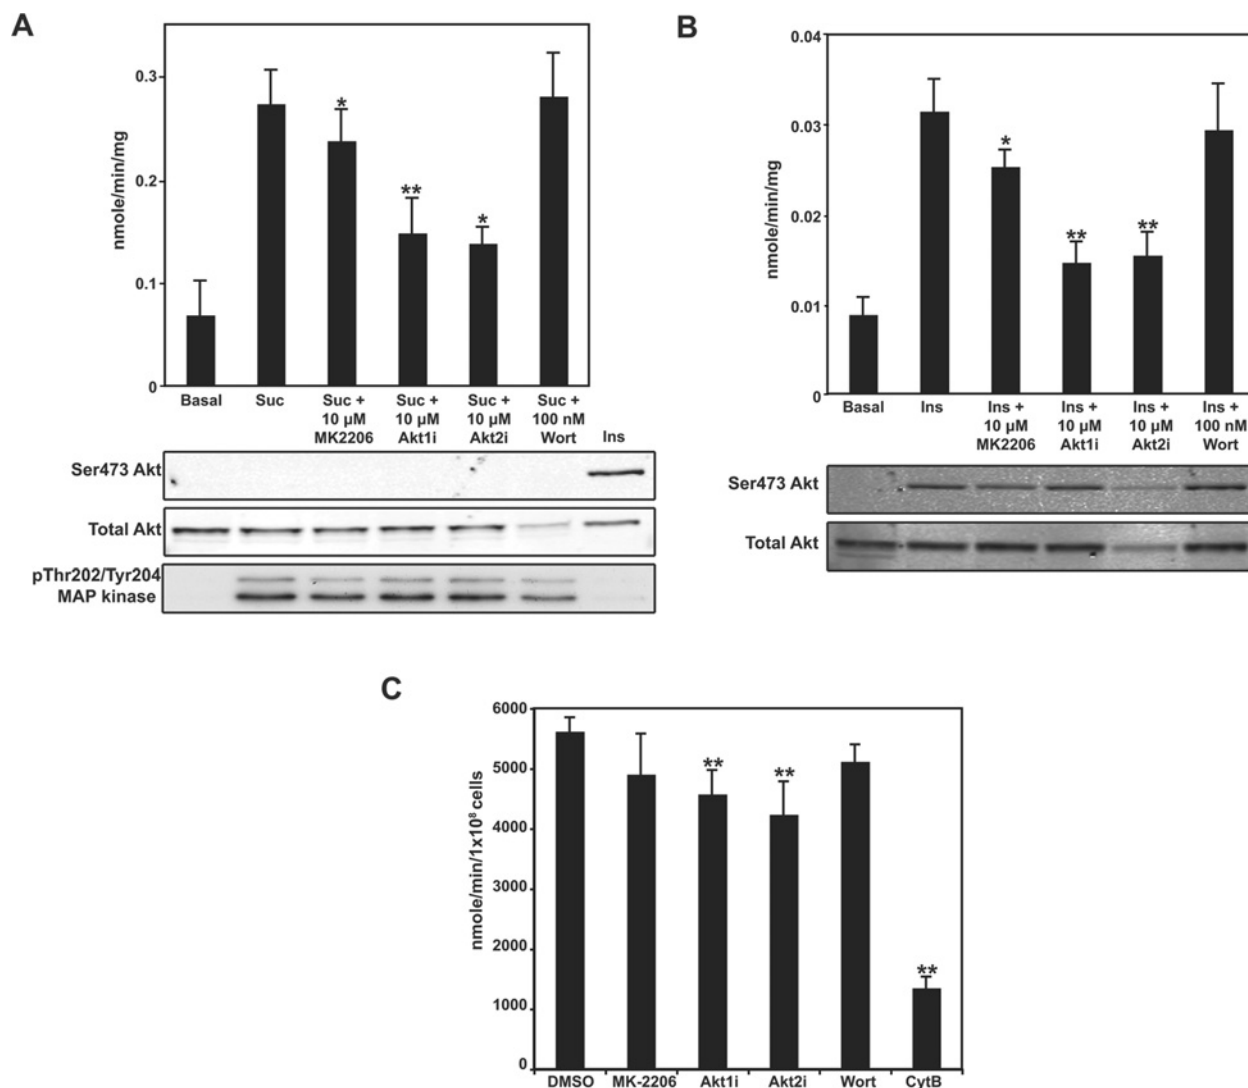 A
nmole/min/mg
0.3
0.2
0.1
0
*
**
*
Basal
Suc
Suc +
10 µM
MK2206
Suc +
10 µM
Akt1i
Suc +
10 µM
Akt2i
Suc +
100 nM
Wort
Ins
Ser473 Akt
Total Akt
pThr202/Tyr204
MAP kinase
B
nmole/min/mg
0.04
0.03
0.02
0.01
0
*
**
**
Basal
Ins
Ins +
10 µM
MK2206
Ins +
10 µM
Akt1i
Ins +
10 µM
Akt2i
Ins +
100 nM
Wort
Ser473 Akt
Total Akt
C
nmole/min/1x10⁸ cells
6000
5000
4000
3000
2000
1000
0
**
**
**
DMSO
MK-2206
Akt1i
Akt2i
Wort
CytB